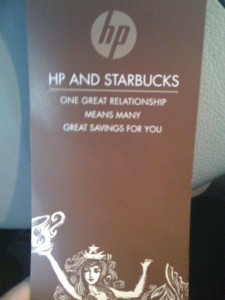 hp
HP AND STARBUCKS
ONE GREAT RELATIONSHIP
MEANS MANY
GREAT SAVINGS FOR YOU